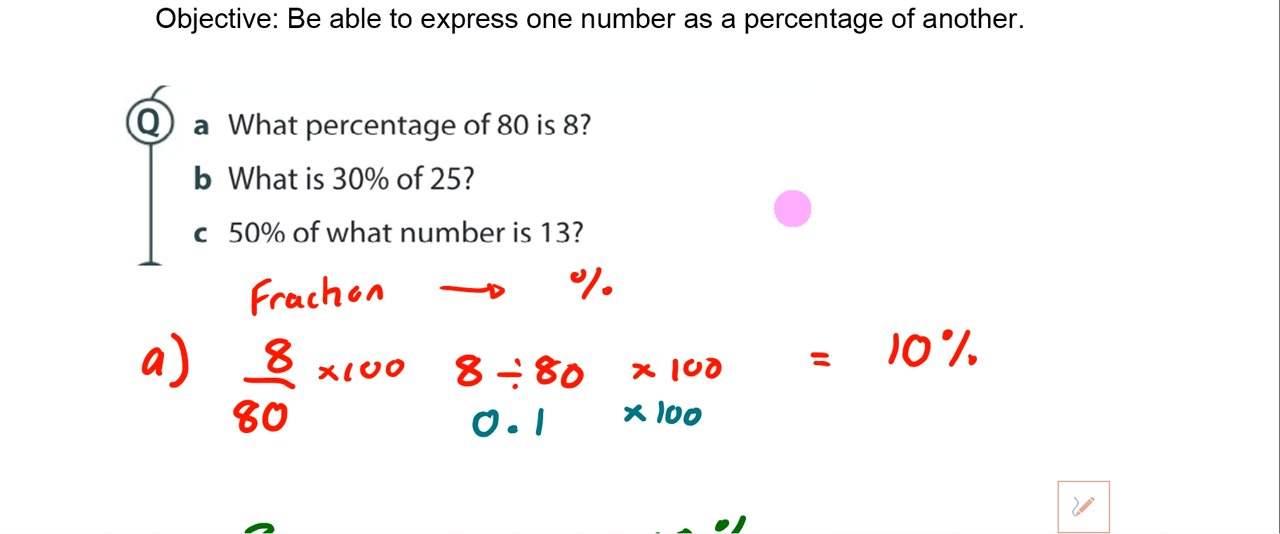 Objective: Be able to express one number as a percentage of another.
Q a What percentage of 80 is 8?
b What is 30% of 25?
c 50% of what number is 13?
Fraction → %
a) 8/80 ×100 8 ÷ 80 × 100 = 10%
0.1 × 100